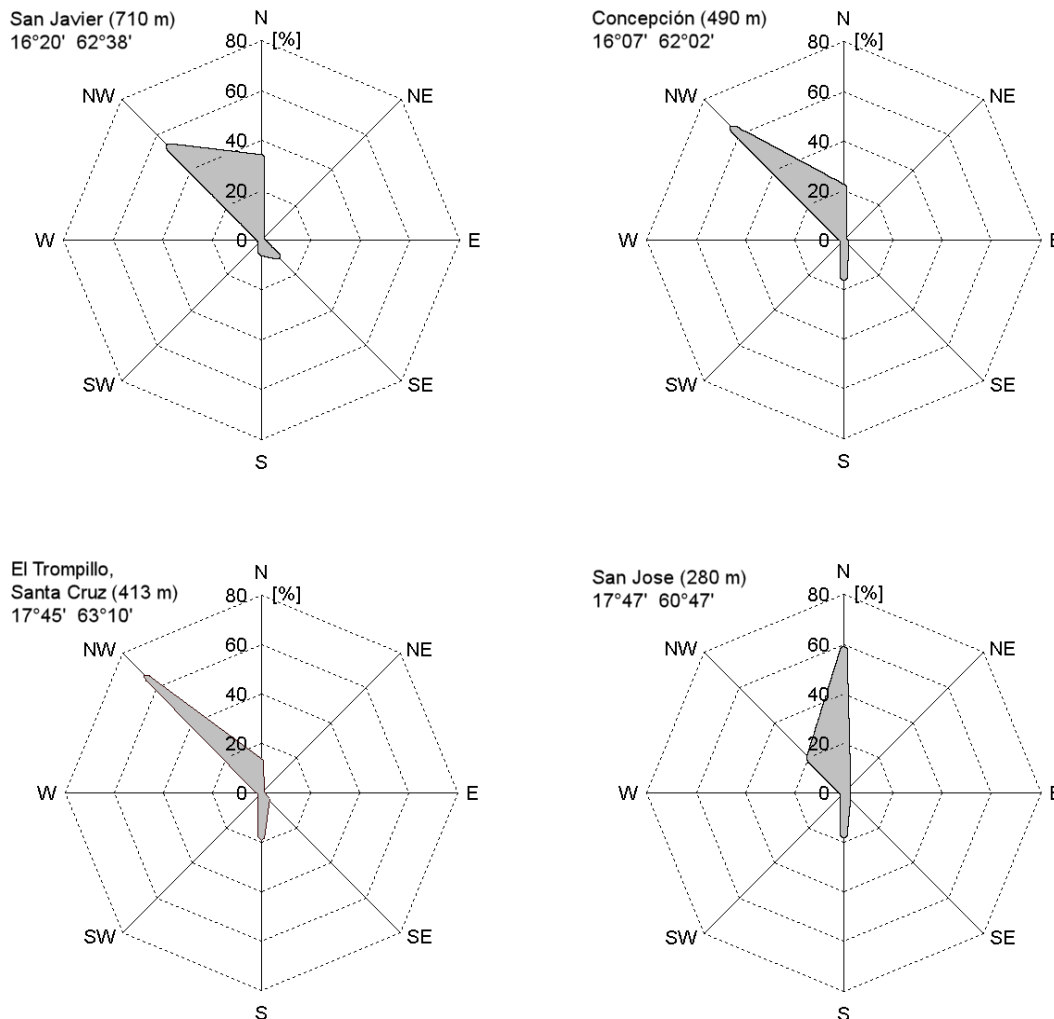 San Javier (710 m)
16°20'  62°38'
N
80 [%]
60
40
20
0
NW
NE
W
E
SW
SE
S
Concepción (490 m)
16°07'  62°02'
N
80 [%]
60
40
20
0
NW
NE
W
E
SW
SE
S
El Trompillo,
Santa Cruz (413 m)
17°45'  63°10'
N
80 [%]
60
40
20
0
NW
NE
W
E
SW
SE
S
San Jose (280 m)
17°47'  60°47'
N
80 [%]
60
40
20
0
NW
NE
W
E
SW
SE
S